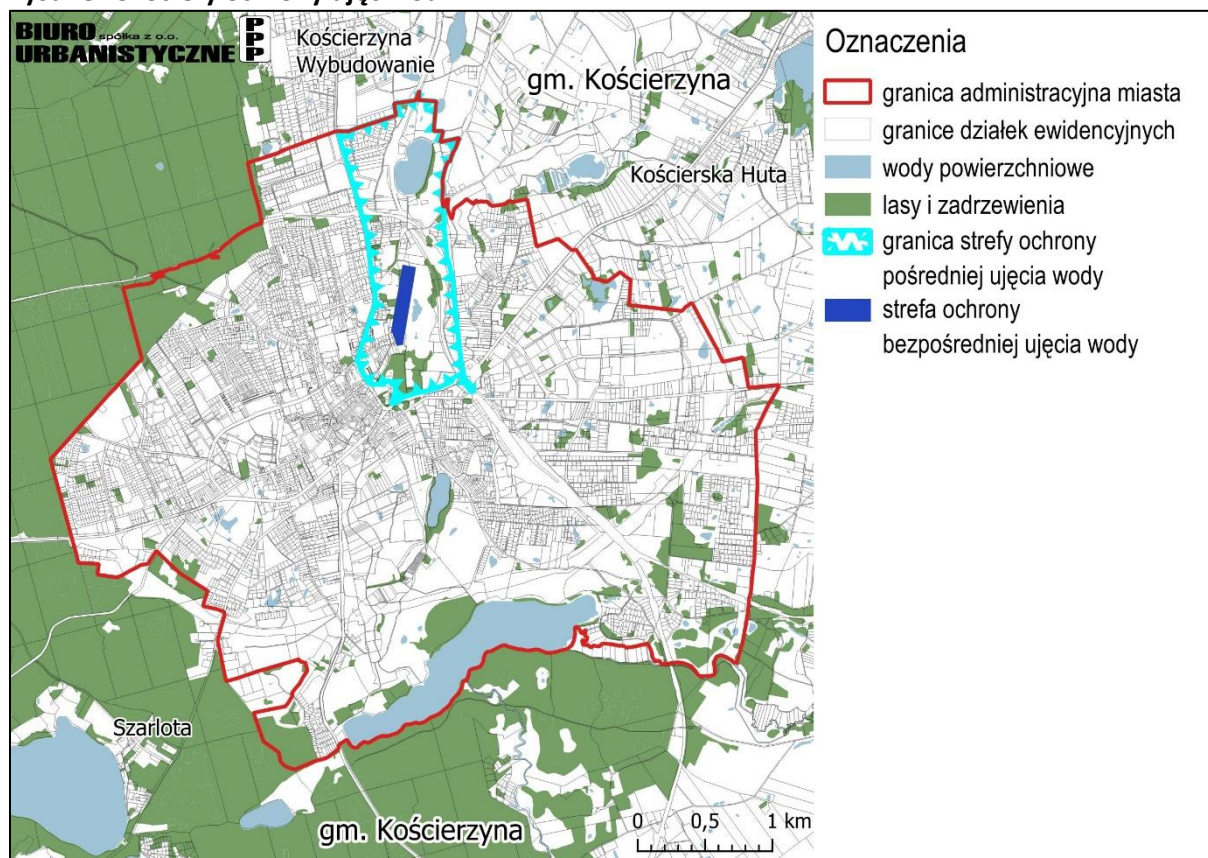 BIURO spółka z o.o.
URBANISTYCZNE
PPP
Kościerzyna
Wybudowanie
gm. Kościerzyna
Kościerska Huta
Szarlota
gm. Kościerzyna
0 0,5 1 km
Oznaczenia
granica administracyjna miasta
granice działek ewidencyjnych
wody powierzchniowe
lasy i zadrzewienia
granica strefy ochrony
pośredniej ujęcia wody
strefa ochrony
bezpośredniej ujęcia wody